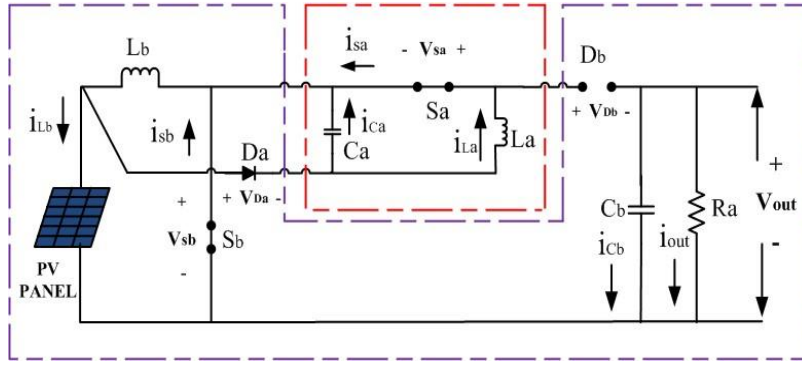 Lb
isa
- Vsa +
Db
iLb
isb
iCa
Sa
+ VDb -
iLa
La
Da
Ca
+ VDa -
+
Vsb
-
Sb
Cb
Ra
+
Vout
-
iCb
iout
PV
PANEL